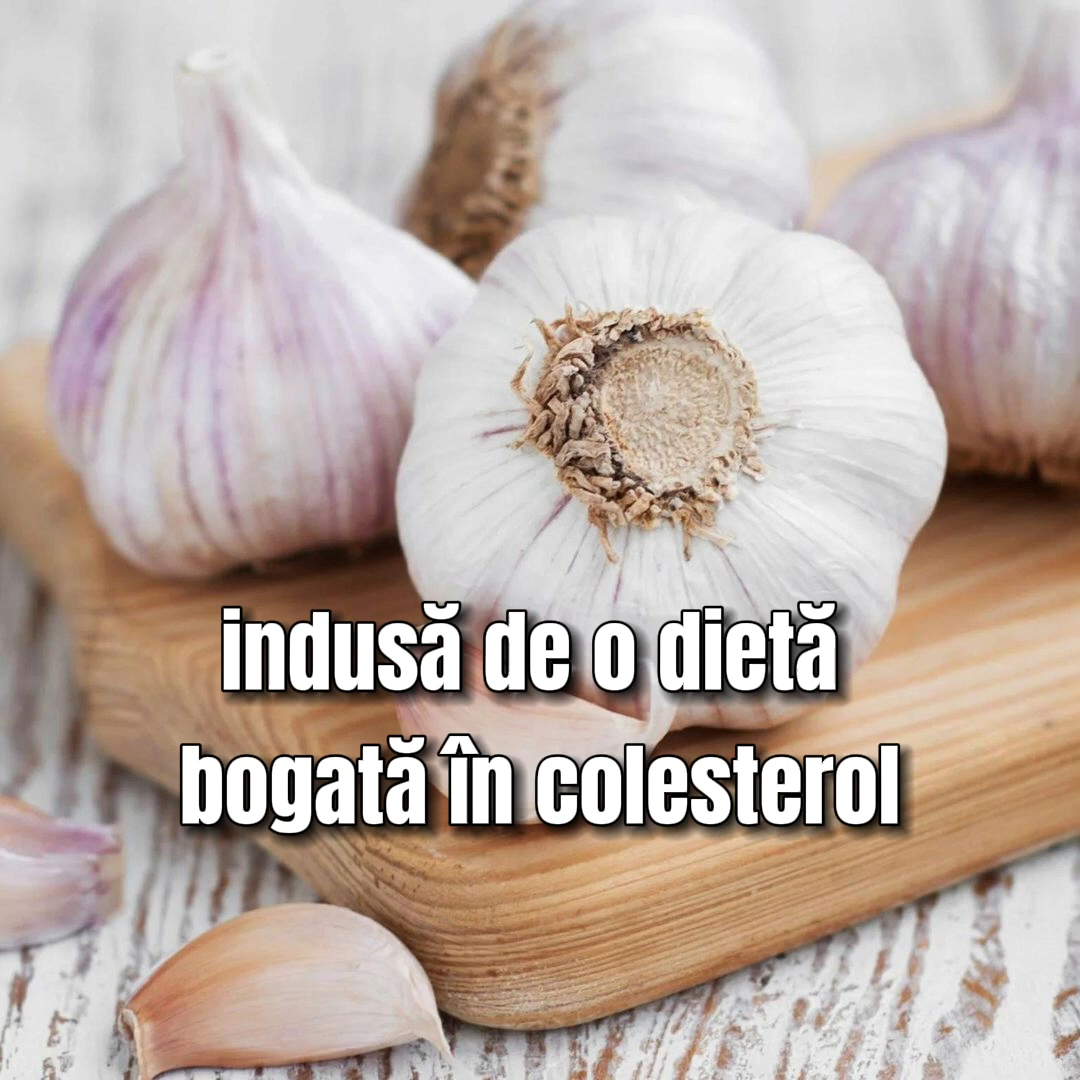 indusă de o dietă
bogată în colesterol